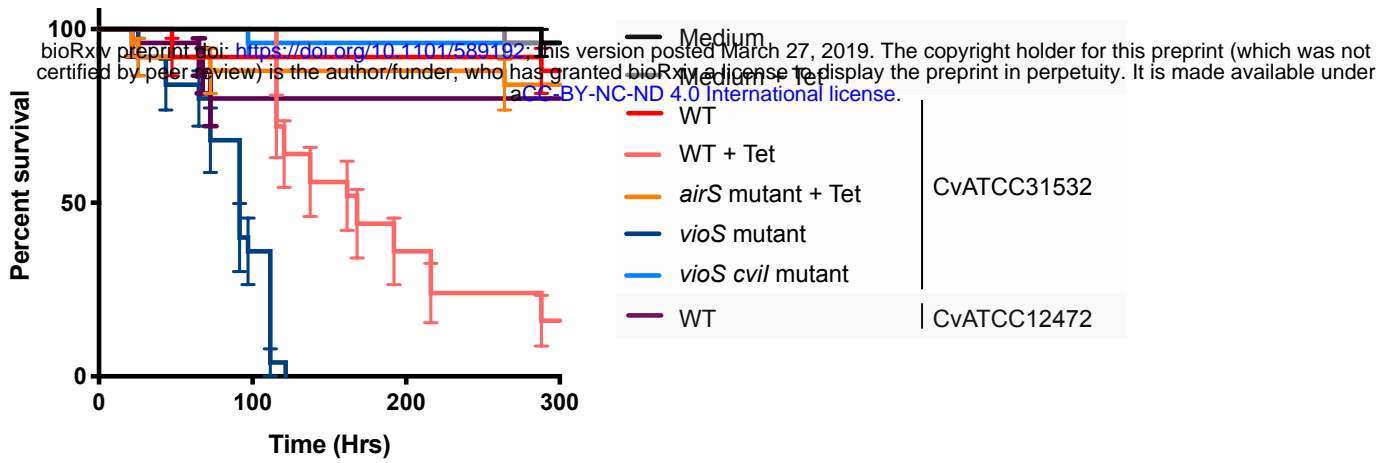 100
Medium
bioRxiv preprint doi: https://doi.org/10.1101/589192; this version posted March 27, 2019. The copyright holder for this preprint (which was not
certified by peer review) is the author/funder, who has granted bioRxiv a license to display the preprint in perpetuity. It is made available under
Medium + Tet
aCC-BY-NC-ND 4.0 International license.
WT
WT + Tet
airS mutant + Tet
CvATCC31532
vioS mutant
vioS cviI mutant
WT
CvATCC12472
Percent survival
50
0
0
100
200
300
Time (Hrs)